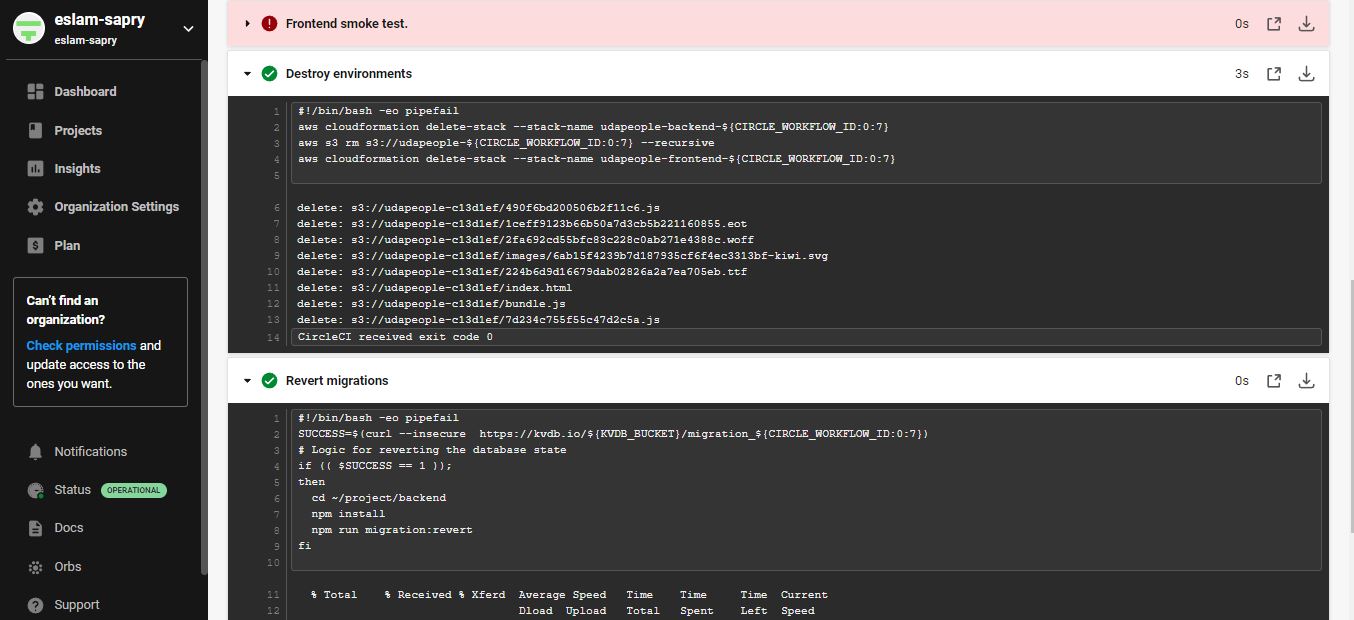 eslam-sapry
eslam-sapry
Dashboard
Projects
Insights
Organization Settings
Plan
Can't find an
organization?
Check permissions and
update access to the
ones you want.
Notifications
Status OPERATIONAL
Docs
Orbs
Support
Frontend smoke test. 0s
Destroy environments 3s
1 #!/bin/bash -eo pipefail
2 aws cloudformation delete-stack --stack-name udapeople-backend-${CIRCLE_WORKFLOW_ID:0:7}
3 aws s3 rm s3://udapeople-${CIRCLE_WORKFLOW_ID:0:7} --recursive
4 aws cloudformation delete-stack --stack-name udapeople-frontend-${CIRCLE_WORKFLOW_ID:0:7}
5
6 delete: s3://udapeople-c13d1ef/490f6bd200506b2f11c6.js
7 delete: s3://udapeople-c13d1ef/1ceff9123b66b50a7d3cb5b221160855.eot
8 delete: s3://udapeople-c13d1ef/2fa692cd55bfc83c228c0ab271e4388c.woff
9 delete: s3://udapeople-c13d1ef/images/6ab15f4239b7d187935cf6f4ec3313bf-kiwi.svg
10 delete: s3://udapeople-c13d1ef/224b6d9d16679dab02826a2a7ea705eb.ttf
11 delete: s3://udapeople-c13d1ef/index.html
12 delete: s3://udapeople-c13d1ef/bundle.js
13 delete: s3://udapeople-c13d1ef/7d234c755f55c47d2c5a.js
14 CircleCI received exit code 0
Revert migrations 0s
1 #!/bin/bash -eo pipefail
2 SUCCESS=$(curl --insecure  https://kvdb.io/${KVDB_BUCKET}/migration_${CIRCLE_WORKFLOW_ID:0:7})
3 # Logic for reverting the database state
4 if (( $SUCCESS == 1 ));
5 then
6   cd ~/project/backend
7   npm install
8   npm run migration:revert
9 fi
10
11 % Total    % Received % Xferd  Average Speed   Time    Time     Time  Current
12 Dload  Upload   Total   Spent    Left  Speed